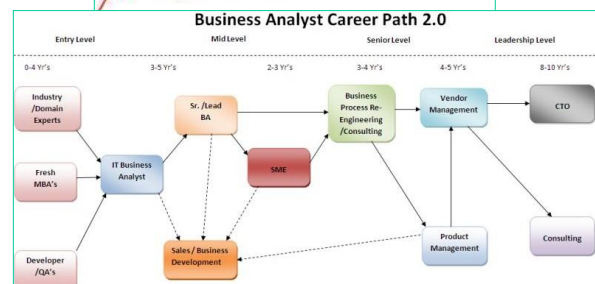 Business Analyst Career Path 2.0
Entry Level
Mid Level
Senior Level
Leadership Level
0-4 Yr's
3-5 Yr's
2-3 Yr's
3-4 Yr's
4-5 Yr's
8-10 Yr's
Industry
/Domain
Experts
Sr. /Lead
BA
Business
Process Re-
Engineering
/Consulting
Vendor
Management
CTO
Fresh
MBA's
IT Business
Analyst
SME
Developer
/QA's
Sales / Business
Development
Product
Management
Consulting